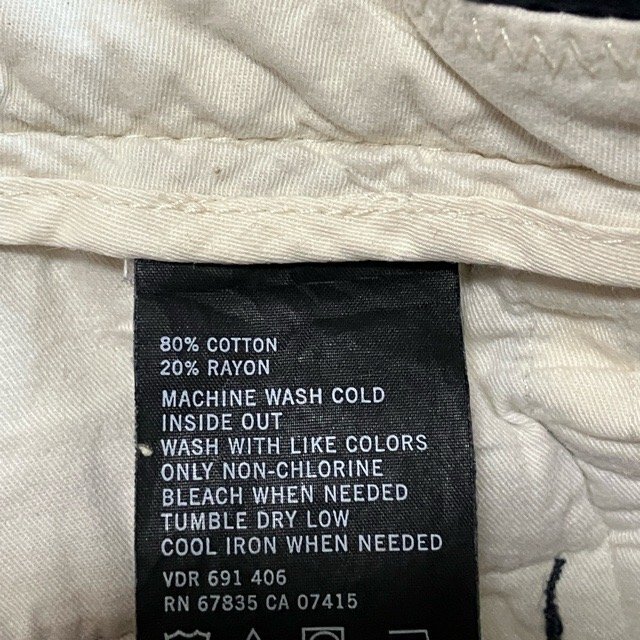 80% COTTON
20% RAYON
MACHINE WASH COLD
INSIDE OUT
WASH WITH LIKE COLORS
ONLY NON-CHLORINE
BLEACH WHEN NEEDED
TUMBLE DRY LOW
COOL IRON WHEN NEEDED
VDR 691 406
RN 67835 CA 07415